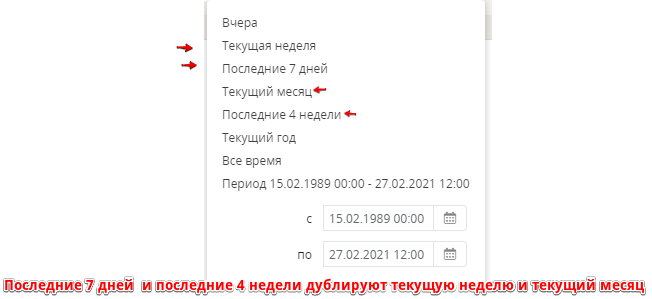 Вчера
Текущая неделя
Последние 7 дней
Текущий месяц
Последние 4 недели
Текущий год
Все время
Период 15.02.1989 00:00 - 27.02.2021 12:00
с 15.02.1989 00:00
по 27.02.2021 12:00
Последние 7 дней и последние 4 недели дублируют текущую неделю и текущий месяц